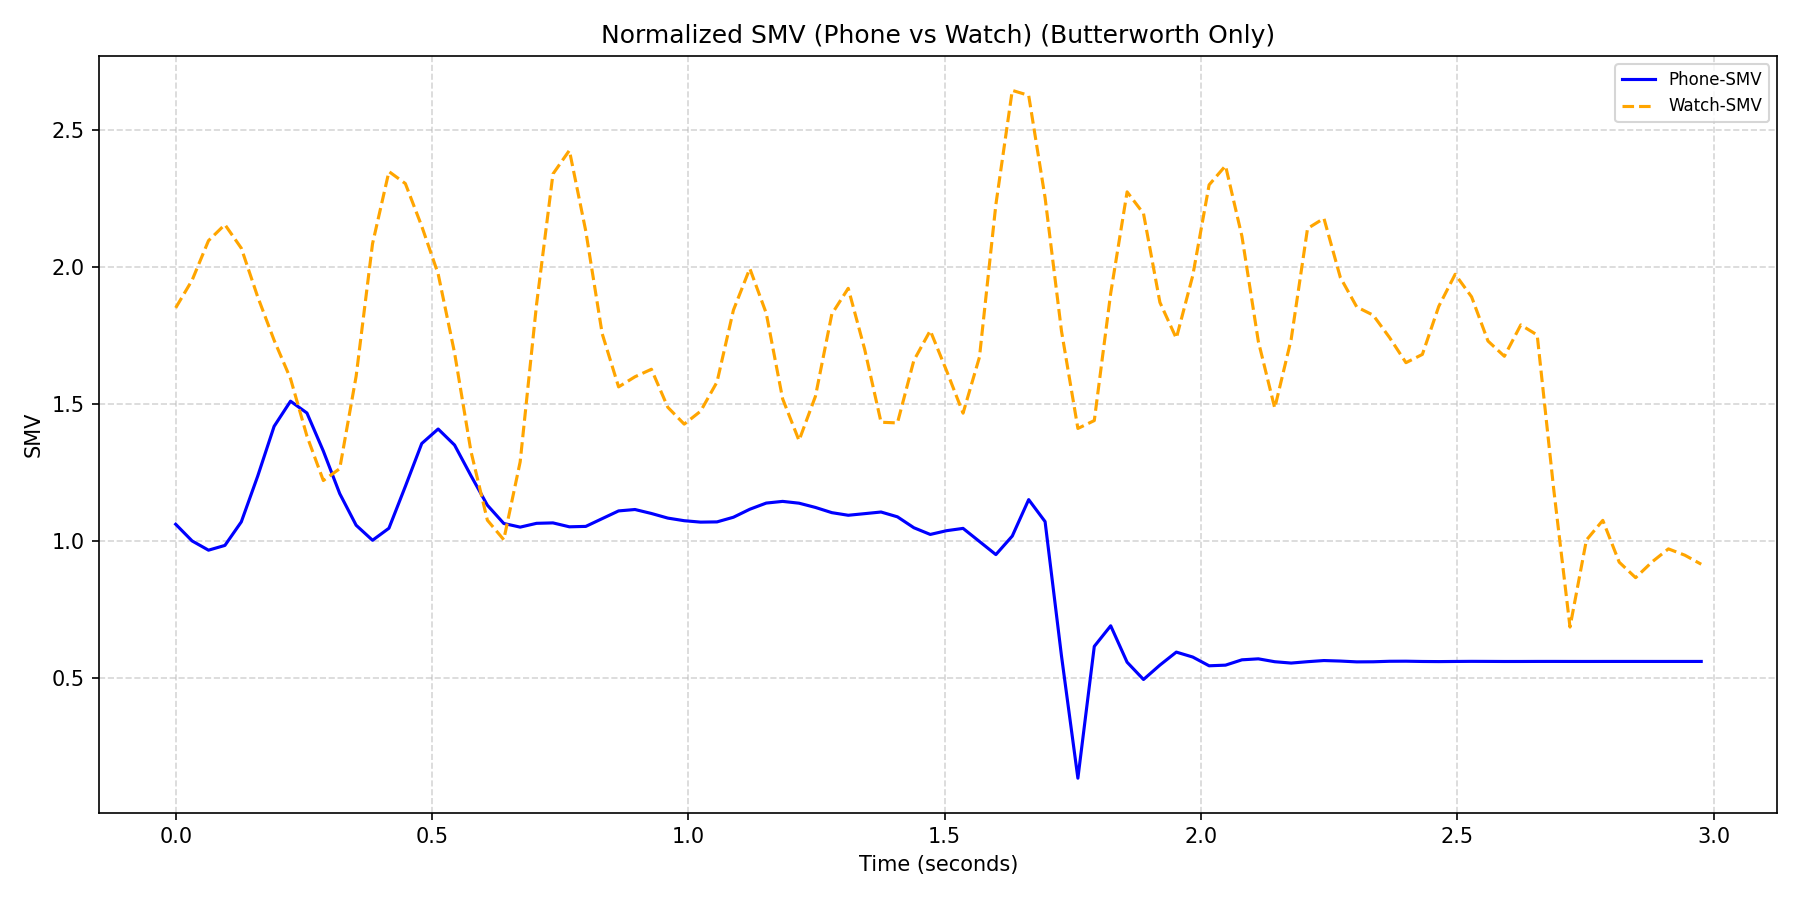 Normalized SMV (Phone vs Watch) (Butterworth Only)
Phone-SMV
Watch-SMV
SMV
2.5
2.0
1.5
1.0
0.5
0.0 0.5 1.0 1.5 2.0 2.5 3.0
Time (seconds)